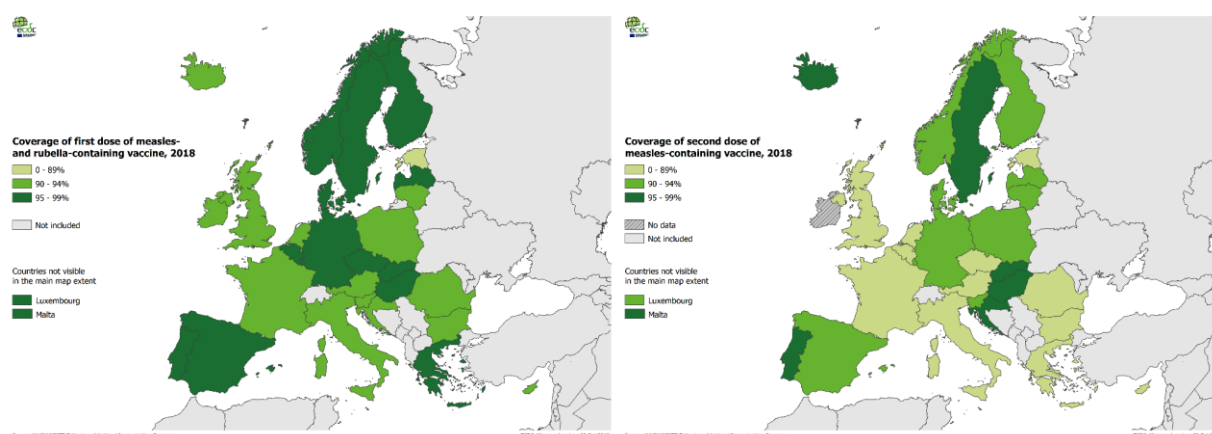 ecdc
Coverage of first dose of measles-
and rubella-containing vaccine, 2018
0 - 89%
90 - 94%
95 - 99%
Not included
Countries not visible
in the main map extent
Luxembourg
Malta
ecdc
Coverage of second dose of
measles-containing vaccine, 2018
0 - 89%
90 - 94%
95 - 99%
No data
Not included
Countries not visible
in the main map extent
Luxembourg
Malta